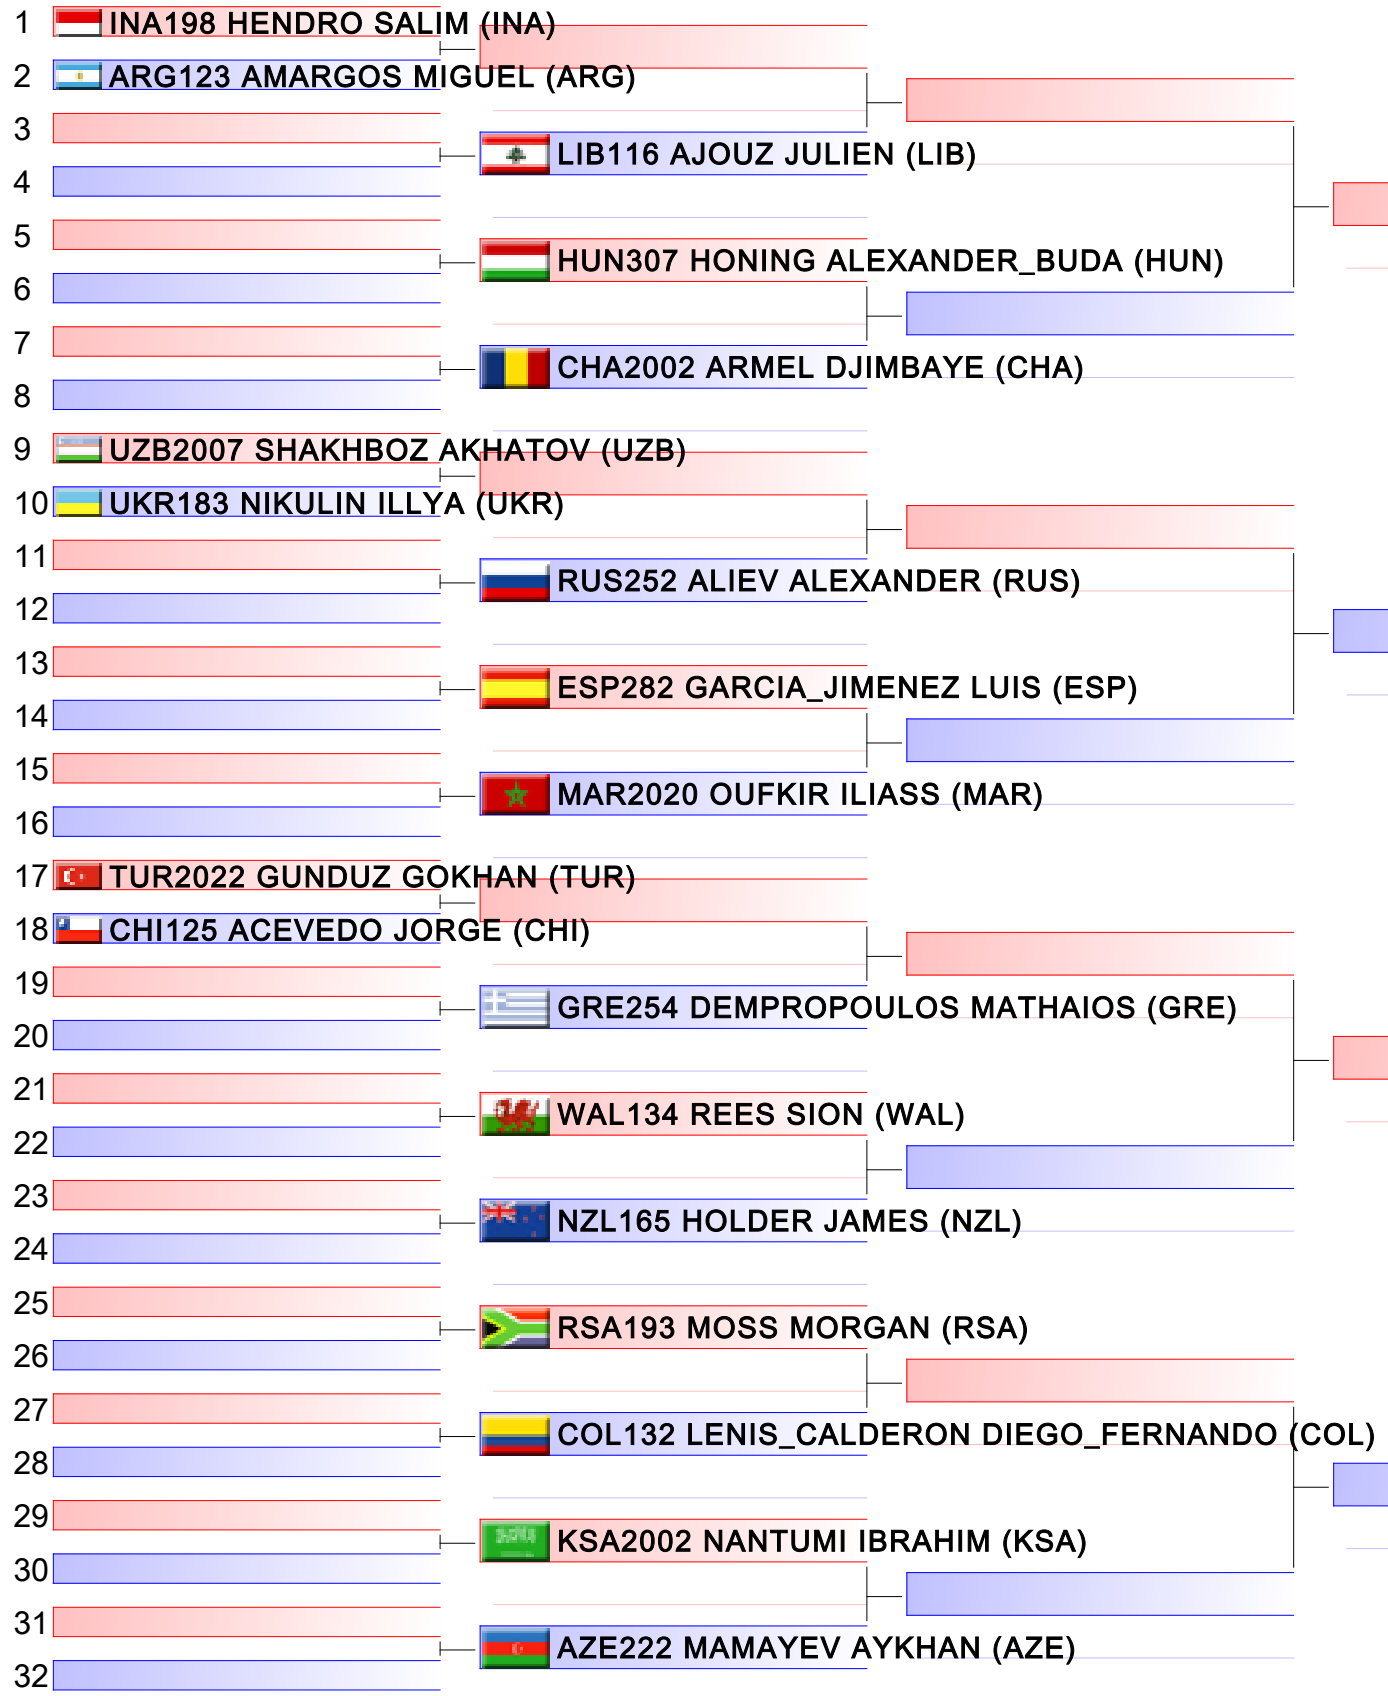 1 INA198 HENDRO SALIM (INA)
2 ARG123 AMARGOS MIGUEL (ARG)
3
LIB116 AJOUZ JULIEN (LIB)
4
5
HUN307 HONING ALEXANDER_BUDA (HUN)
6
7
CHA2002 ARMEL DJIMBAYE (CHA)
8
9 UZB2007 SHAKHBOZ AKHATOV (UZB)
10 UKR183 NIKULIN ILLYA (UKR)
11
RUS252 ALIEV ALEXANDER (RUS)
12
13
ESP282 GARCIA_JIMENEZ LUIS (ESP)
14
15
MAR2020 OUFKIR ILIASS (MAR)
16
17 TUR2022 GUNDUZ GOKHAN (TUR)
18 CHI125 ACEVEDO JORGE (CHI)
19
GRE254 DEMPROPOULOS MATHAIOS (GRE)
20
21
WAL134 REES SION (WAL)
22
23
NZL165 HOLDER JAMES (NZL)
24
25
RSA193 MOSS MORGAN (RSA)
26
27
COL132 LENIS_CALDERON DIEGO_FERNANDO (COL)
28
29
KSA2002 NANTUMI IBRAHIM (KSA)
30
31
AZE222 MAMAYEV AYKHAN (AZE)
32